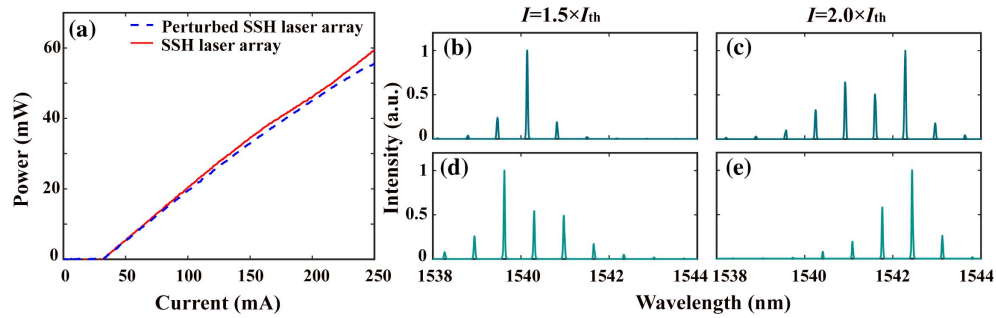 (a)
Perturbed SSH laser array
SSH laser array
Power (mW)
60
40
20
0
0 50 100 150 200 250
Current (mA)
I=1.5×Ith I=2.0×Ith
Intensity (a.u.)
(b) (c)
1
0.5
0
(d) (e)
1
0.5
0
1538 1540 1542 1544 1538 1540 1542 1544
Wavelength (nm)